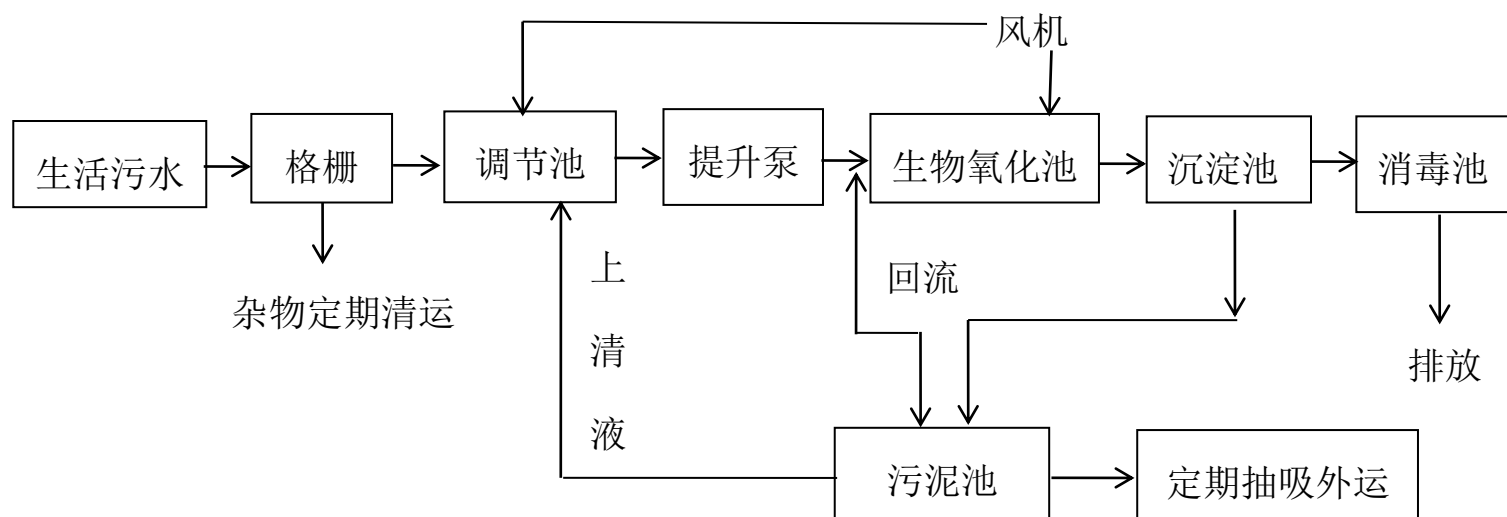 风机
生活污水
格栅
调节池
提升泵
生物氧化池
沉淀池
消毒池
杂物定期清运
上
清
液
回流
排放
污泥池
定期抽吸外运